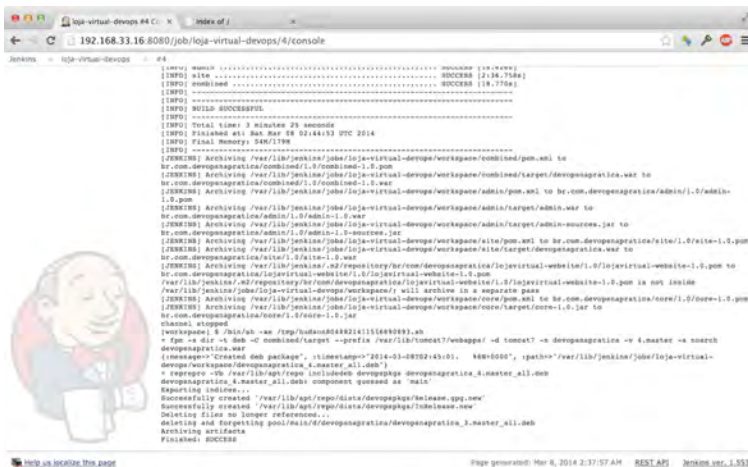 loja-virtual-devops #4 Co
Index of /
192.168.33.16:8080/job/loja-virtual-devops/4/console
Jenkins
loja-virtual-devops
#4
[INFO] admin ................................................. SUCCESS
[INFO] site .................................................. SUCCESS [2:36.758s]
[INFO] combined .............................................. SUCCESS [18.770s]
[INFO] ------------------------------------------------------------------------
[INFO] ------------------------------------------------------------------------
[INFO] BUILD SUCCESSFUL
[INFO] ------------------------------------------------------------------------
[INFO] Total time: 3 minutes 25 seconds
[INFO] Finished at: Sat Mar 08 02:44:53 UTC 2014
[INFO] Final Memory: 54M/179M
[INFO] ------------------------------------------------------------------------
[JENKINS] Archiving /var/lib/jenkins/jobs/loja-virtual-devops/workspace/combined/pom.xml to
br.com.devopsnapratica/combined/1.0/combined-1.0.pom
[JENKINS] Archiving /var/lib/jenkins/jobs/loja-virtual-devops/workspace/combined/target/devopsnapratica.war to
br.com.devopsnapratica/combined/1.0/combined-1.0.war
[JENKINS] Archiving /var/lib/jenkins/jobs/loja-virtual-devops/workspace/admin/pom.xml to br.com.devopsnapratica/admin/1.0/admin-
1.0.pom
[JENKINS] Archiving /var/lib/jenkins/jobs/loja-virtual-devops/workspace/admin/target/admin.war to
br.com.devopsnapratica/admin/1.0/admin-1.0.war
[JENKINS] Archiving /var/lib/jenkins/jobs/loja-virtual-devops/workspace/admin/target/admin-sources.jar to
br.com.devopsnapratica/admin/1.0/admin-1.0-sources.jar
[JENKINS] Archiving /var/lib/jenkins/jobs/loja-virtual-devops/workspace/site/pom.xml to br.com.devopsnapratica/site/1.0/site-1.0.pom
[JENKINS] Archiving /var/lib/jenkins/jobs/loja-virtual-devops/workspace/site/target/devopsnapratica.war to
br.com.devopsnapratica/site/1.0/site-1.0.war
[JENKINS] Archiving /var/lib/jenkins/.m2/repository/br/com/devopsnapratica/lojavirtual-website/1.0/lojavirtual-website-1.0.pom to
br.com.devopsnapratica/lojavirtual-website/1.0/lojavirtual-website-1.0.pom
/var/lib/jenkins/.m2/repository/br/com/devopsnapratica/lojavirtual-website/1.0/lojavirtual-website-1.0.pom is not inside
/var/lib/jenkins/jobs/loja-virtual-devops/workspace/; will archive in a separate pass
[JENKINS] Archiving /var/lib/jenkins/jobs/loja-virtual-devops/workspace/core/pom.xml to br.com.devopsnapratica/core/1.0/core-1.0.pom
[JENKINS] Archiving /var/lib/jenkins/jobs/loja-virtual-devops/workspace/core/target/core-1.0.jar to
br.com.devopsnapratica/core/1.0/core-1.0.jar
channel stopped
[workspace] $ /bin/sh -xe
+ fpm -s dir -t deb -C combined/target --prefix /var/lib/tomcat7/webapps/ -d tomcat7 -n devopsnapratica -v 4.master -a noarch
devopsnapratica.war
{:message=>"Created deb package", :timestamp=>"2014-03-08T02:45:01. %6N+0000", :path=>"/var/lib/jenkins/jobs/loja-virtual-
devops/workspace/devopsnapratica_4.master_all.deb"}
+ reprepro -Vb /var/lib/apt/repo includedeb devopspkgs devopsnapratica_4.master_all.deb
devopsnapratica_4.master_all.deb: component guessed as 'main'
Exporting indices...
Successfully created '/var/lib/apt/repo/dists/devopspkgs/Release.gpg.new'
Successfully created '/var/lib/apt/repo/dists/devopspkgs/InRelease.new'
Deleting files no longer referenced...
deleting and forgetting pool/main/d/devopsnapratica/devopsnapratica_3.master_all.deb
Archiving artifacts
Finished: SUCCESS
Help us localize this page
Page generated: Mar 8, 2014 2:37:57 AM
REST API
Jenkins ver. 1.553